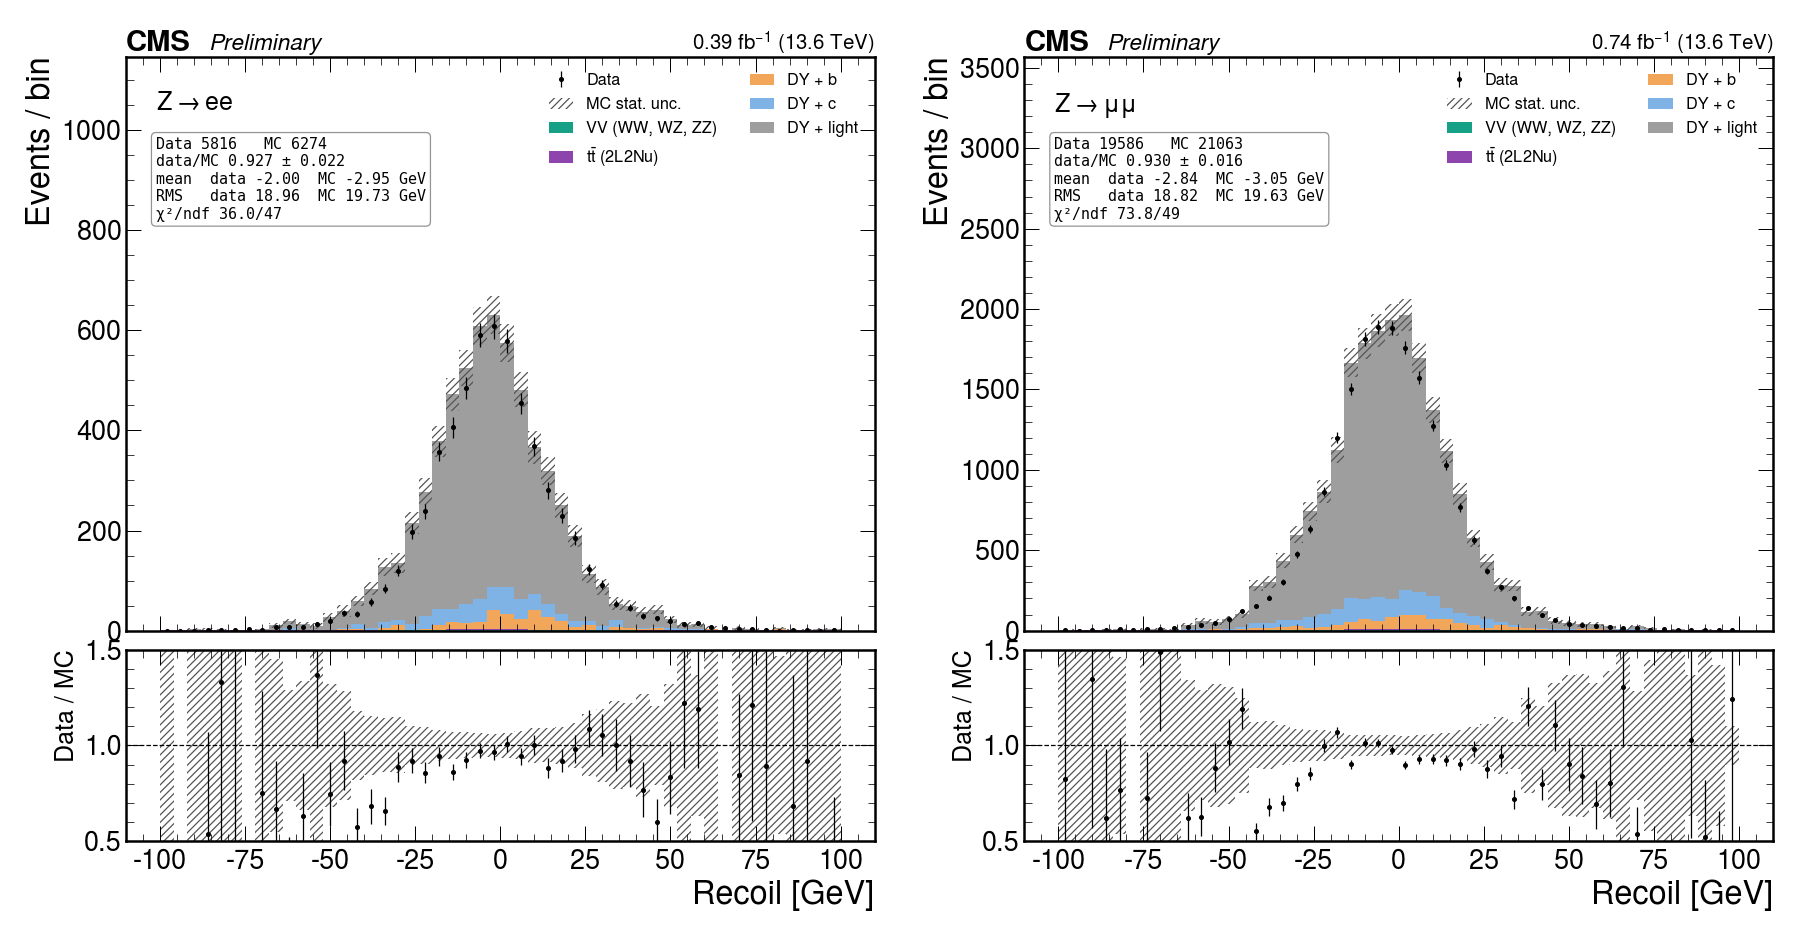 CMS Preliminary 0.39 fb⁻¹ (13.6 TeV)
Events / bin
Z → ee
Data
MC stat. unc.
VV (WW, WZ, ZZ)
tt̄ (2L2Nu)
DY + b
DY + c
DY + light
Data 5816 MC 6274
data/MC 0.927 ± 0.022
mean data -2.00 MC -2.95 GeV
RMS data 18.96 MC 19.73 GeV
χ²/ndf 36.0/47
1000
800
600
400
200
0
Data / MC
1.5
1.0
0.5
-100 -75 -50 -25 0 25 50 75 100
Recoil [GeV]
CMS Preliminary 0.74 fb⁻¹ (13.6 TeV)
Events / bin
Z → μμ
Data
MC stat. unc.
VV (WW, WZ, ZZ)
tt̄ (2L2Nu)
DY + b
DY + c
DY + light
Data 19586 MC 21063
data/MC 0.930 ± 0.016
mean data -2.84 MC -3.05 GeV
RMS data 18.82 MC 19.63 GeV
χ²/ndf 73.8/49
3500
3000
2500
2000
1500
1000
500
0
Data / MC
1.5
1.0
0.5
-100 -75 -50 -25 0 25 50 75 100
Recoil [GeV]